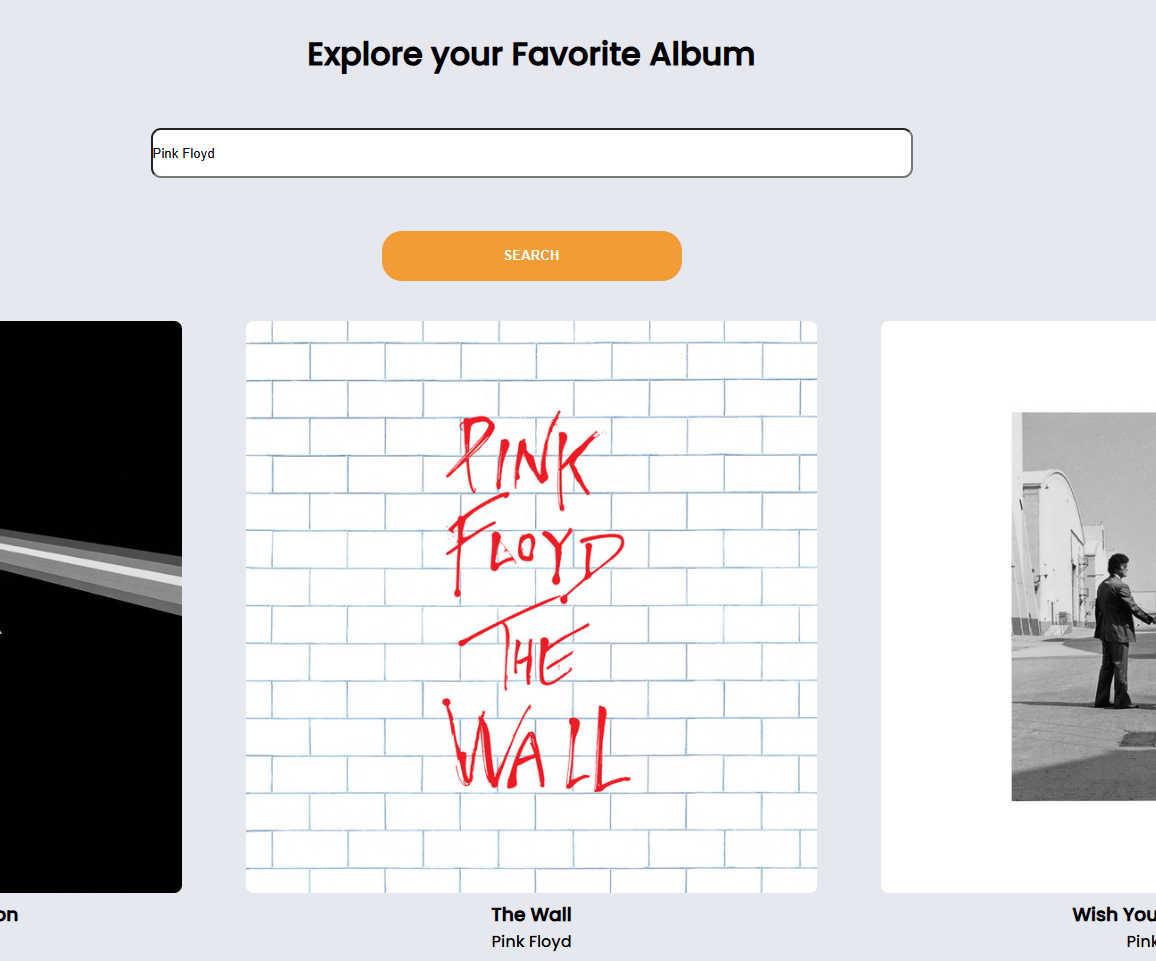 Explore your Favorite Album
Pink Floyd
SEARCH
PINK
FLOYD
THE
WALL
on
The Wall
Wish You
Pink Floyd
Pink